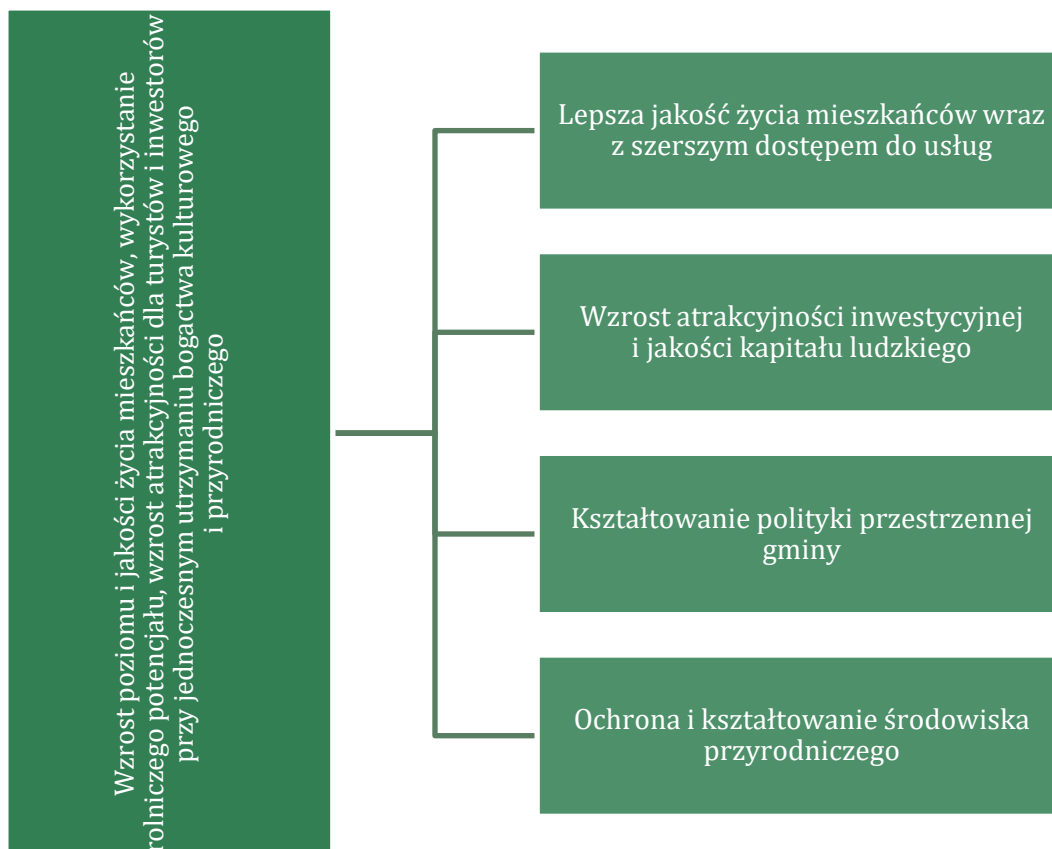 Wzrost poziomu i jakości życia mieszkańców, wykorzystanie
rolniczego potencjału, wzrost atrakcyjności dla turystów i inwestorów
przy jednoczesnym utrzymaniu bogactwa kulturowego
i przyrodniczego
Lepsza jakość życia mieszkańców wraz
z szerszym dostępem do usług
Wzrost atrakcyjności inwestycyjnej
i jakości kapitału ludzkiego
Kształtowanie polityki przestrzennej
gminy
Ochrona i kształtowanie środowiska
przyrodniczego